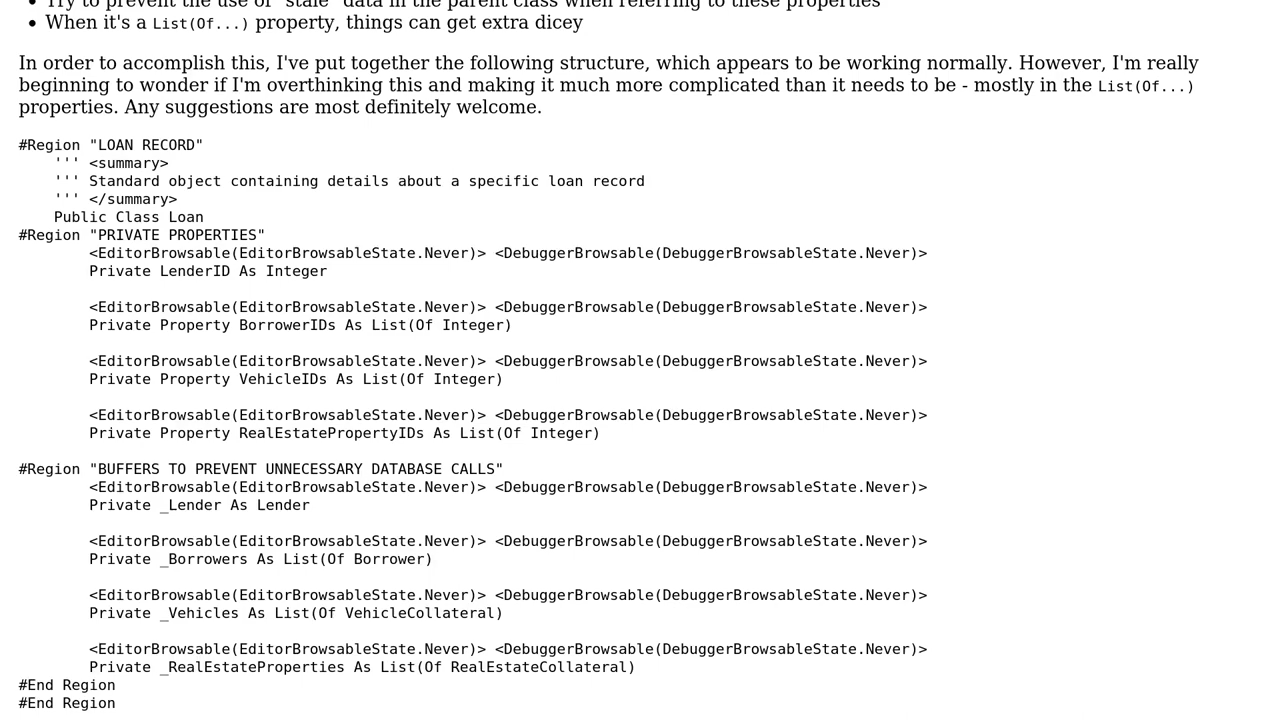 Try to prevent the use of "stale" data in the parent class when referring to these properties
• When it's a List(Of...) property, things can get extra dicey
In order to accomplish this, I've put together the following structure, which appears to be working normally. However, I'm really
beginning to wonder if I'm overthinking this and making it much more complicated than it needs to be - mostly in the List(Of...)
properties. Any suggestions are most definitely welcome.
#Region "LOAN RECORD"
    ''' <summary>
    ''' Standard object containing details about a specific loan record
    ''' </summary>
    Public Class Loan
#Region "PRIVATE PROPERTIES"
        <EditorBrowsable(EditorBrowsableState.Never)> <DebuggerBrowsable(DebuggerBrowsableState.Never)>
        Private LenderID As Integer
        <EditorBrowsable(EditorBrowsableState.Never)> <DebuggerBrowsable(DebuggerBrowsableState.Never)>
        Private Property BorrowerIDs As List(Of Integer)
        <EditorBrowsable(EditorBrowsableState.Never)> <DebuggerBrowsable(DebuggerBrowsableState.Never)>
        Private Property VehicleIDs As List(Of Integer)
        <EditorBrowsable(EditorBrowsableState.Never)> <DebuggerBrowsable(DebuggerBrowsableState.Never)>
        Private Property RealEstatePropertyIDs As List(Of Integer)
#Region "BUFFERS TO PREVENT UNNECESSARY DATABASE CALLS"
        <EditorBrowsable(EditorBrowsableState.Never)> <DebuggerBrowsable(DebuggerBrowsableState.Never)>
        Private _Lender As Lender
        <EditorBrowsable(EditorBrowsableState.Never)> <DebuggerBrowsable(DebuggerBrowsableState.Never)>
        Private _Borrowers As List(Of Borrower)
        <EditorBrowsable(EditorBrowsableState.Never)> <DebuggerBrowsable(DebuggerBrowsableState.Never)>
        Private _Vehicles As List(Of VehicleCollateral)
        <EditorBrowsable(EditorBrowsableState.Never)> <DebuggerBrowsable(DebuggerBrowsableState.Never)>
        Private _RealEstateProperties As List(Of RealEstateCollateral)
#End Region
#End Region